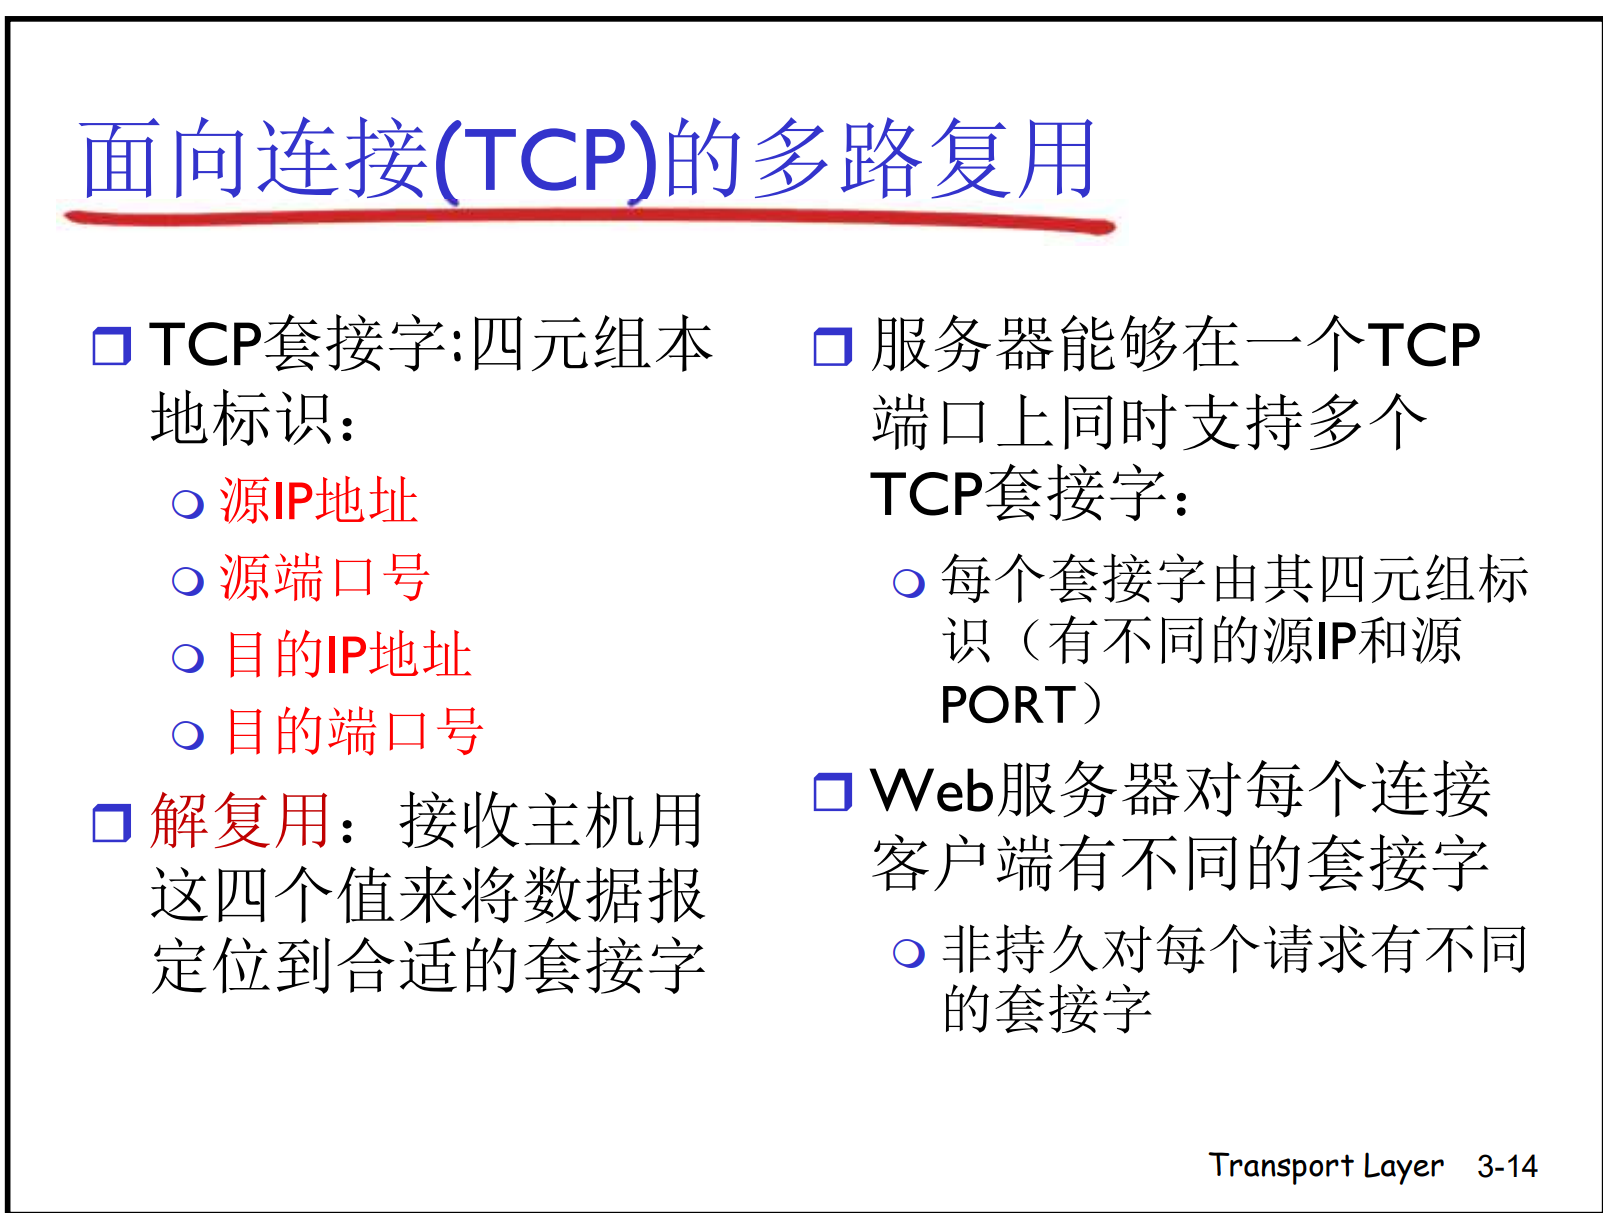 面向连接(TCP)的多路复用
TCP套接字:四元组本
地标识：
源IP地址
源端口号
目的IP地址
目的端口号
解复用：接收主机用
这四个值来将数据报
定位到合适的套接字
服务器能够在一个TCP
端口上同时支持多个
TCP套接字：
每个套接字由其四元组标
识（有不同的源IP和源
PORT）
Web服务器对每个连接
客户端有不同的套接字
非持久对每个请求有不同
的套接字
Transport Layer 3-14